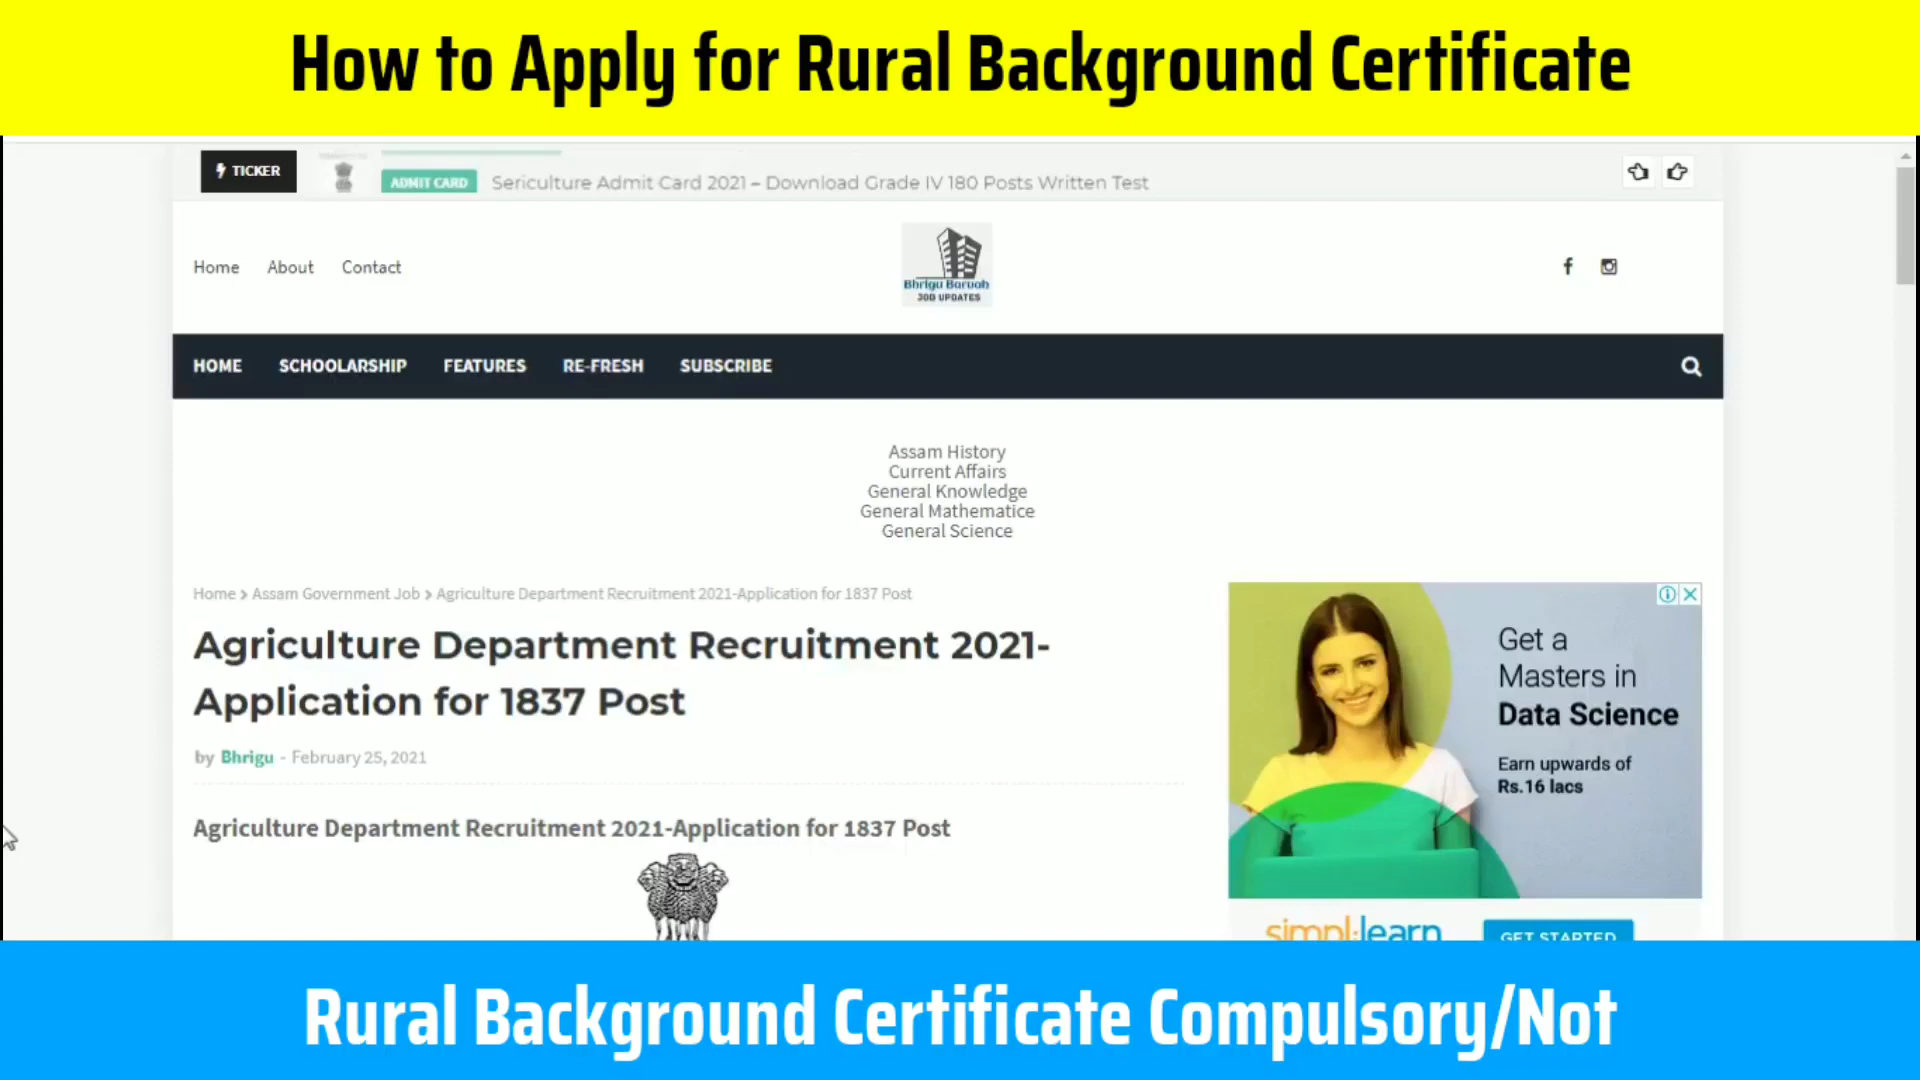 How to Apply for Rural Background Certificate
TICKER
ADMIT CARD Sericulture Admit Card 2021 – Download Grade IV 180 Posts Written Test
Home About Contact
Bhrigu Baruah
JOB UPDATES
HOME SCHOOLARSHIP FEATURES RE-FRESH SUBSCRIBE
Assam History
Current Affairs
General Knowledge
General Mathematice
General Science
Home > Assam Government Job > Agriculture Department Recruitment 2021-Application for 1837 Post
Agriculture Department Recruitment 2021-
Application for 1837 Post
by Bhrigu - February 25, 2021
Agriculture Department Recruitment 2021-Application for 1837 Post
Get a
Masters in
Data Science
Earn upwards of
Rs.16 lacs
simplilearn
GET STARTED
Rural Background Certificate Compulsory/Not